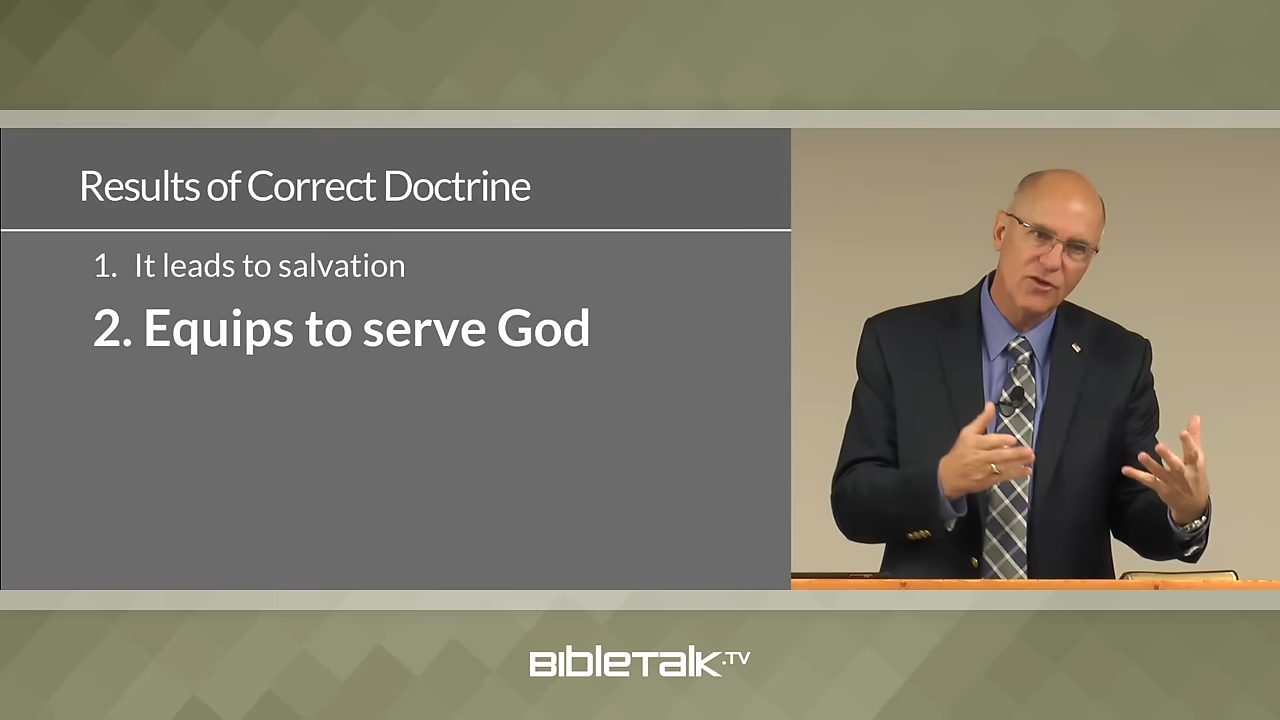 Results of Correct Doctrine
1. It leads to salvation
2. Equips to serve God
BibleTalk.TV